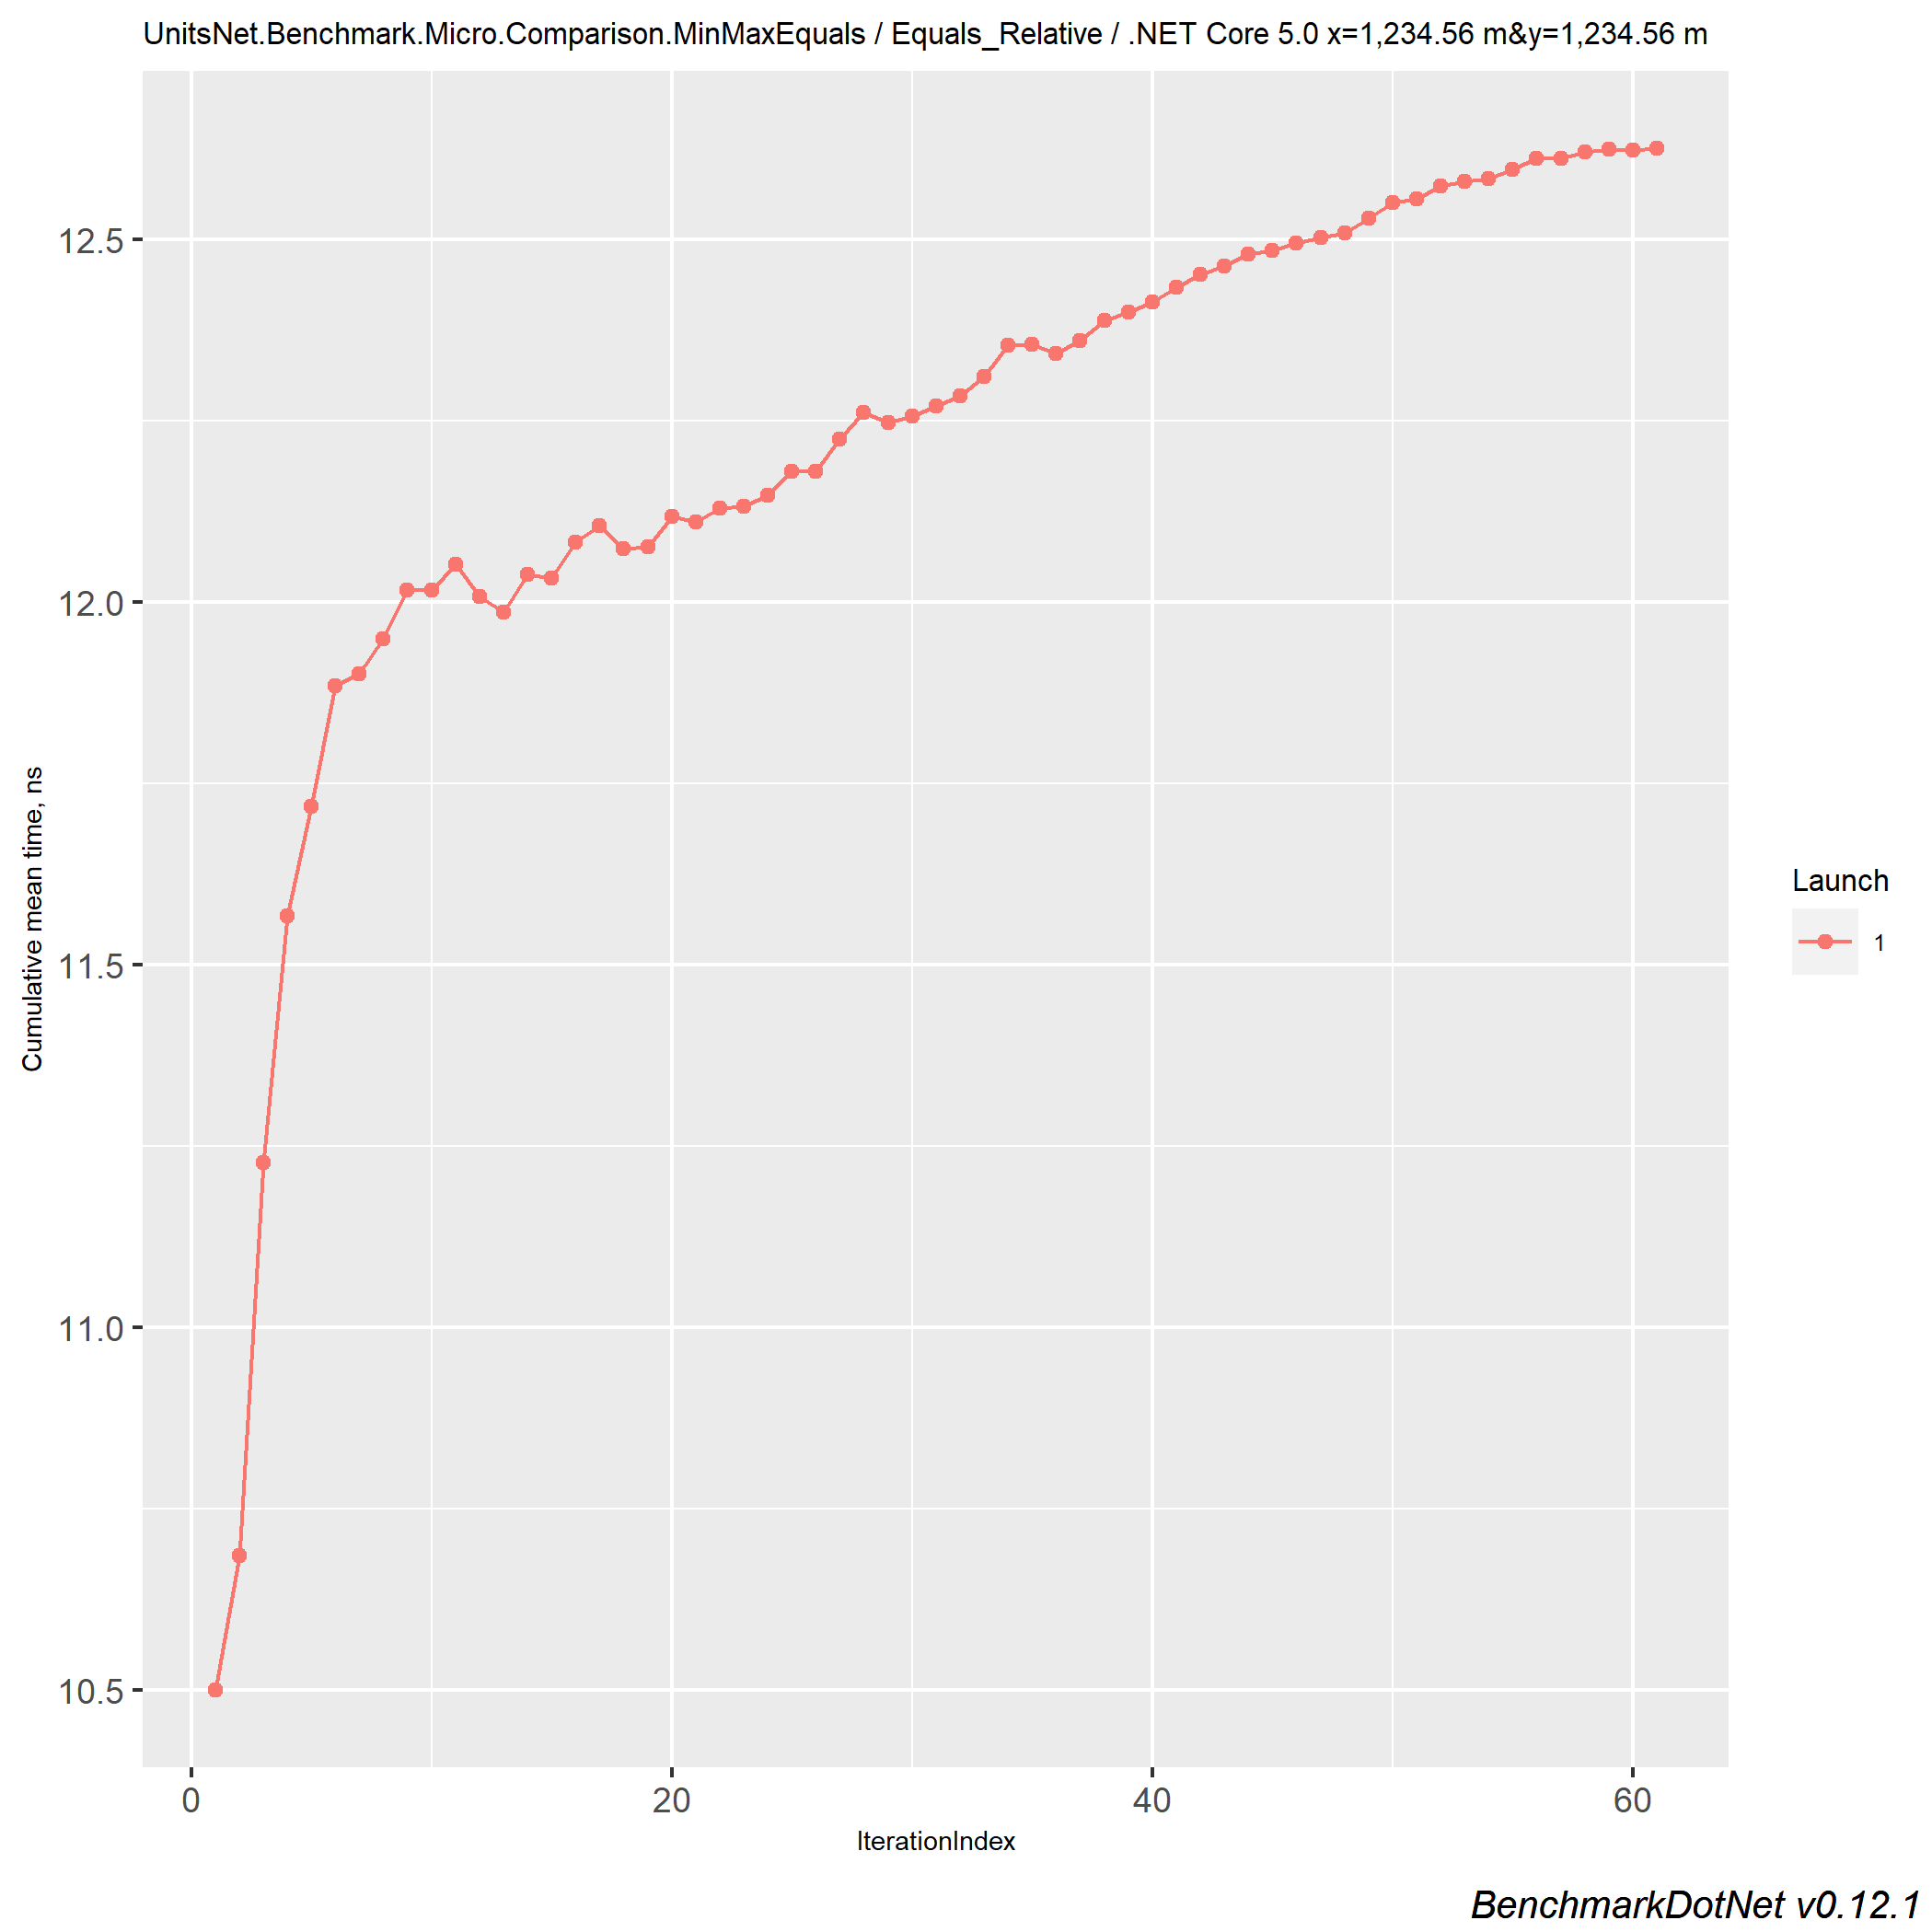 UnitsNet.Benchmark.Micro.Comparison.MinMaxEquals / Equals_Relative / .NET Core 5.0 x=1,234.56 m&y=1,234.56 m
Cumulative mean time, ns
12.5
12.0
11.5
11.0
10.5
0 20 40 60
IterationIndex
Launch
1
BenchmarkDotNet v0.12.1